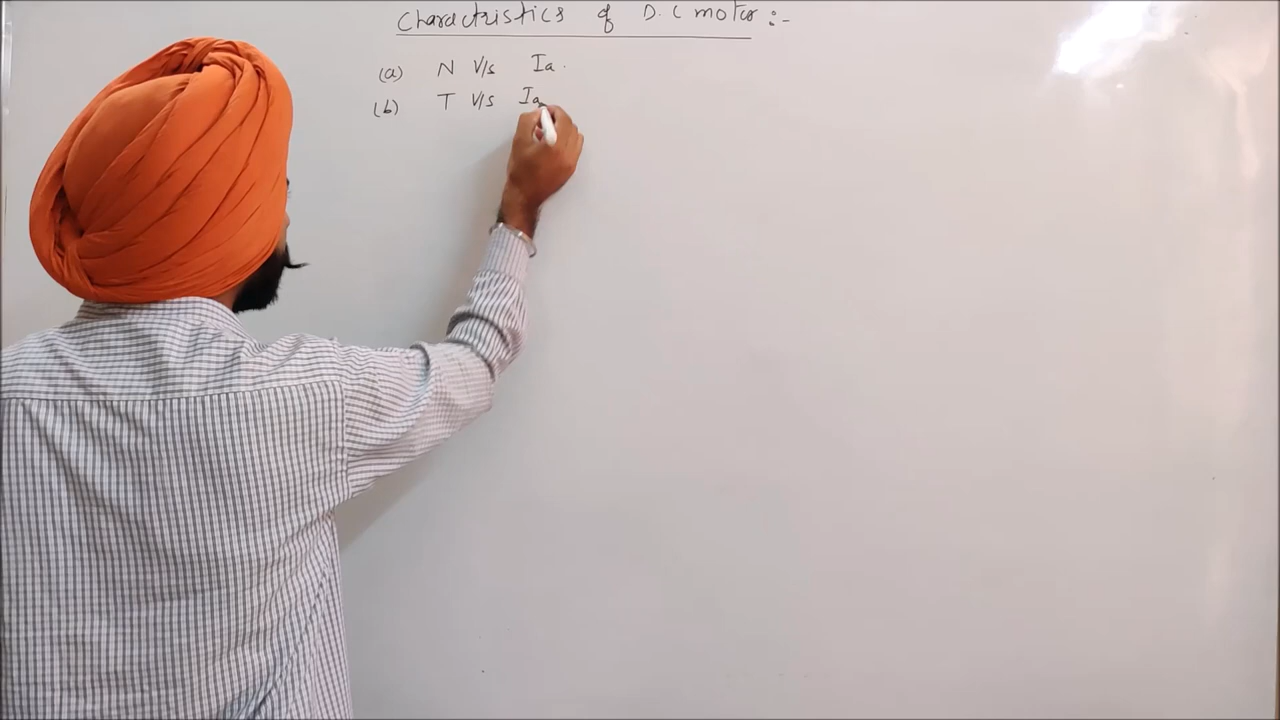 Charactristics of D.C motor :-
(a) N V/s Ia.
(b) T V/s Ia